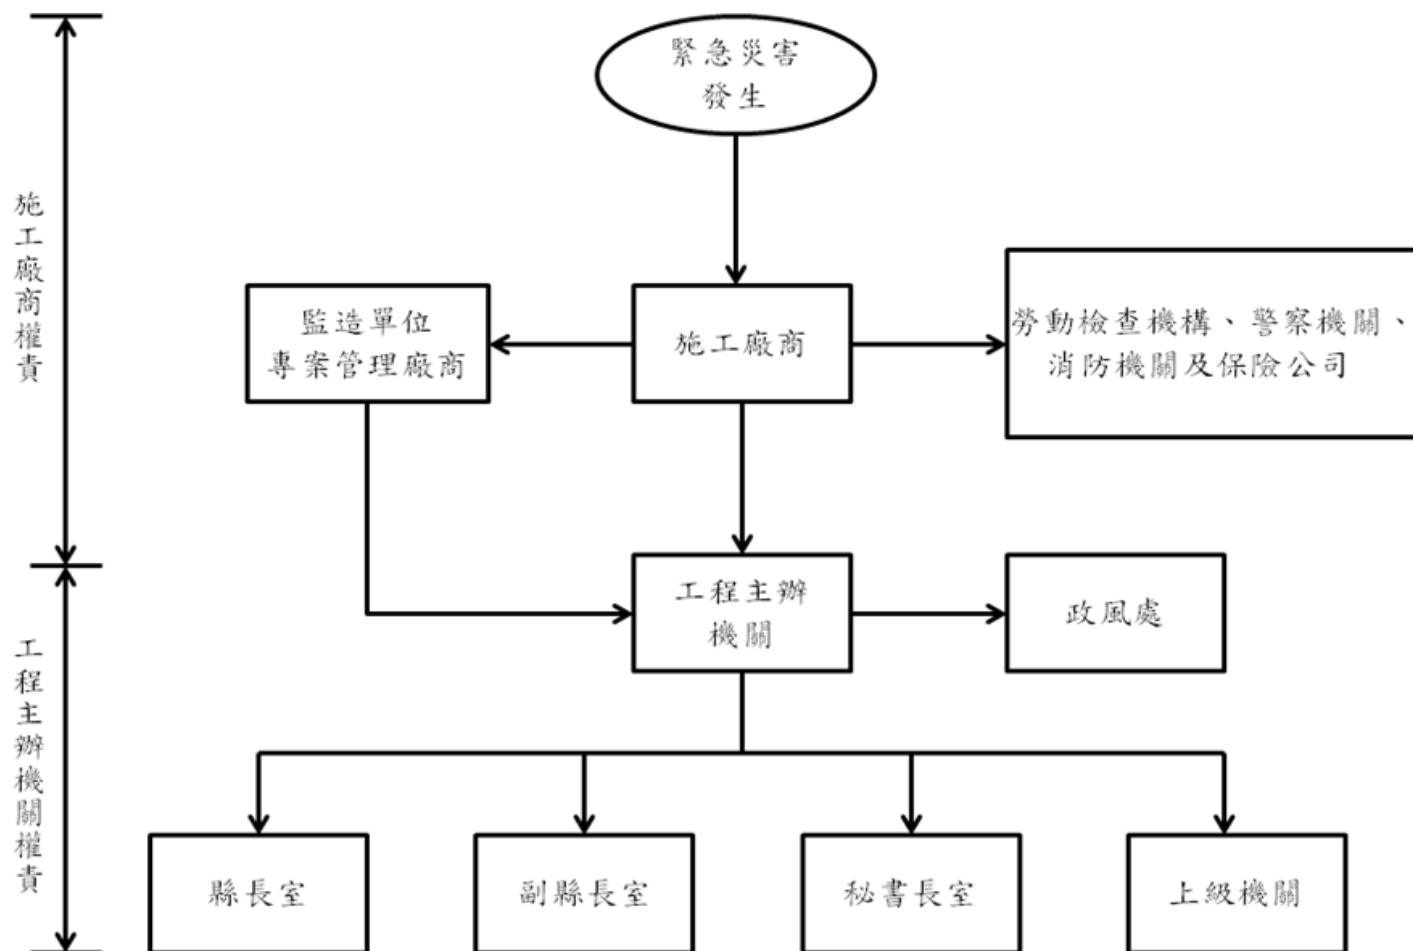 緊急災害
發生
施工廠商權責
監造單位
專案管理廠商
施工廠商
勞動檢查機構、警察機關、
消防機關及保險公司
工程主辦
機關
政風處
工程主辦機關權責
縣長室
副縣長室
秘書長室
上級機關